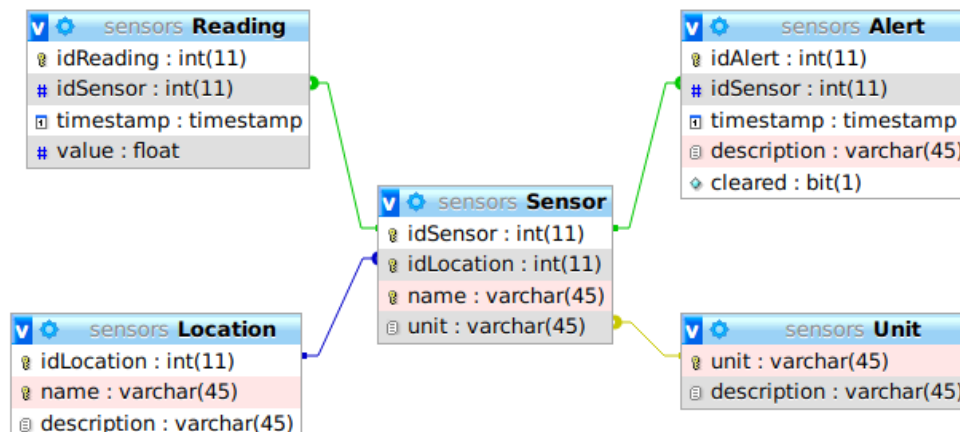 v sensors Reading
idReading : int(11)
# idSensor : int(11)
timestamp : timestamp
# value : float
v sensors Alert
idAlert : int(11)
# idSensor : int(11)
timestamp : timestamp
description : varchar(45)
cleared : bit(1)
v sensors Sensor
idSensor : int(11)
idLocation : int(11)
name : varchar(45)
unit : varchar(45)
v sensors Location
idLocation : int(11)
name : varchar(45)
description : varchar(45)
v sensors Unit
unit : varchar(45)
description : varchar(45)